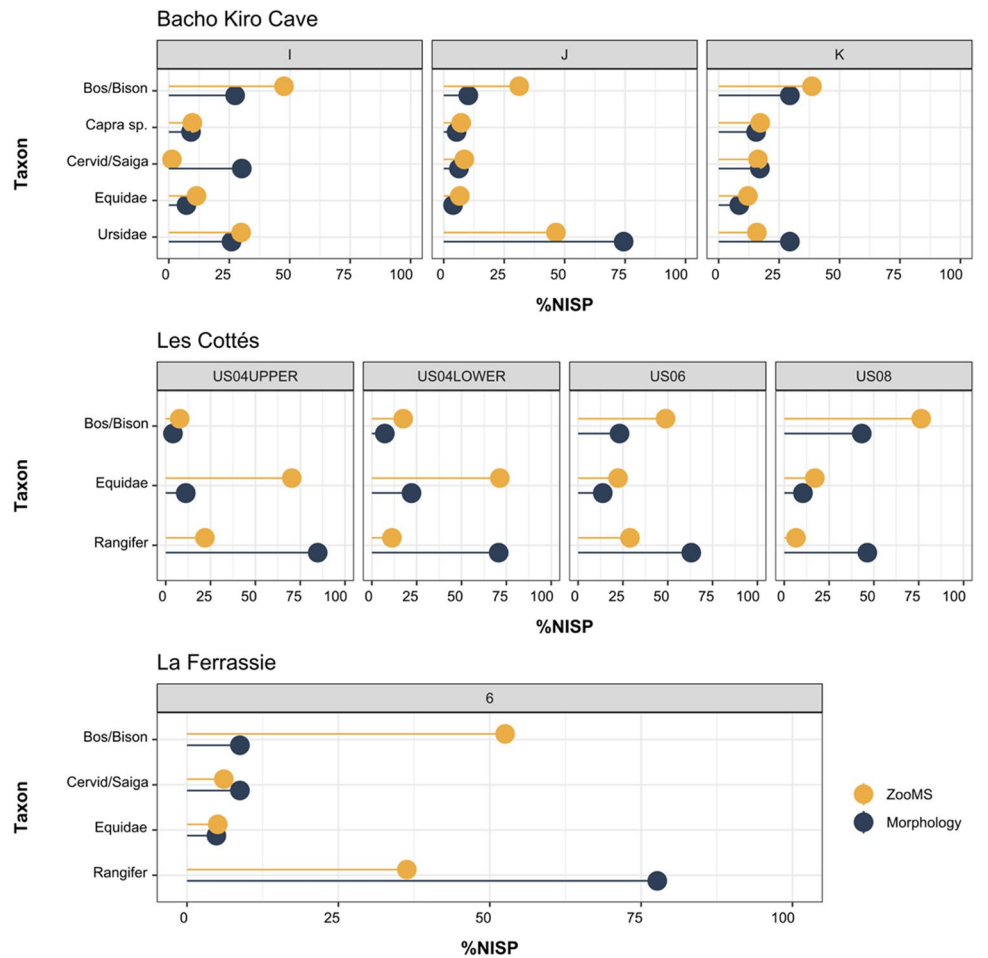 Bacho Kiro Cave
I J K
Taxon
Bos/Bison
Capra sp.
Cervid/Saiga
Equidae
Ursidae
0 25 50 75 100 0 25 50 75 100 0 25 50 75 100
%NISP
Les Cottés
US04UPPER US04LOWER US06 US08
Taxon
Bos/Bison
Equidae
Rangifer
0 25 50 75 100 0 25 50 75 100 0 25 50 75 100 0 25 50 75 100
%NISP
La Ferrassie
6
Taxon
Bos/Bison
Cervid/Saiga
Equidae
Rangifer
0 25 50 75 100
%NISP
ZooMS
Morphology